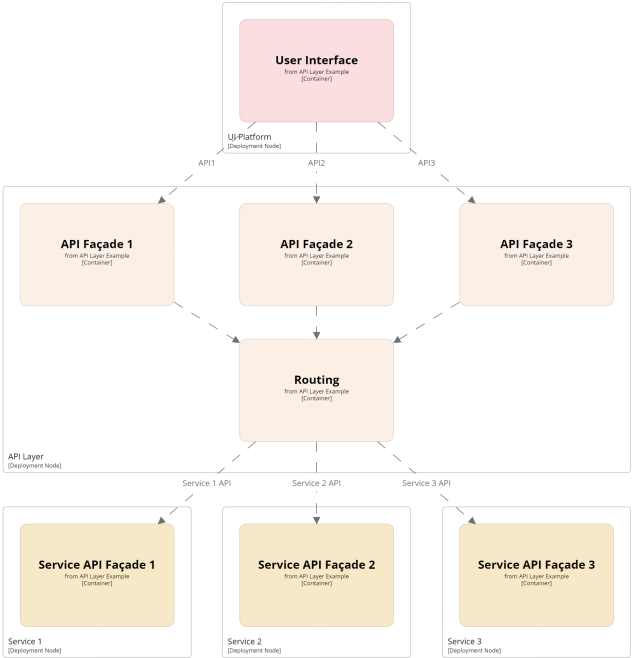 User Interface
from API Layer Example
[Container]
UI Platform
[Deployment Node]
API1
API2
API3
API Façade 1
from API Layer Example
[Container]
API Façade 2
from API Layer Example
[Container]
API Façade 3
from API Layer Example
[Container]
Routing
from API Layer Example
[Container]
API Layer
[Deployment Node]
Service 1 API
Service 2 API
Service 3 API
Service API Façade 1
from API Layer Example
[Container]
Service API Façade 2
from API Layer Example
[Container]
Service API Façade 3
from API Layer Example
[Container]
Service 1
[Deployment Node]
Service 2
[Deployment Node]
Service 3
[Deployment Node]